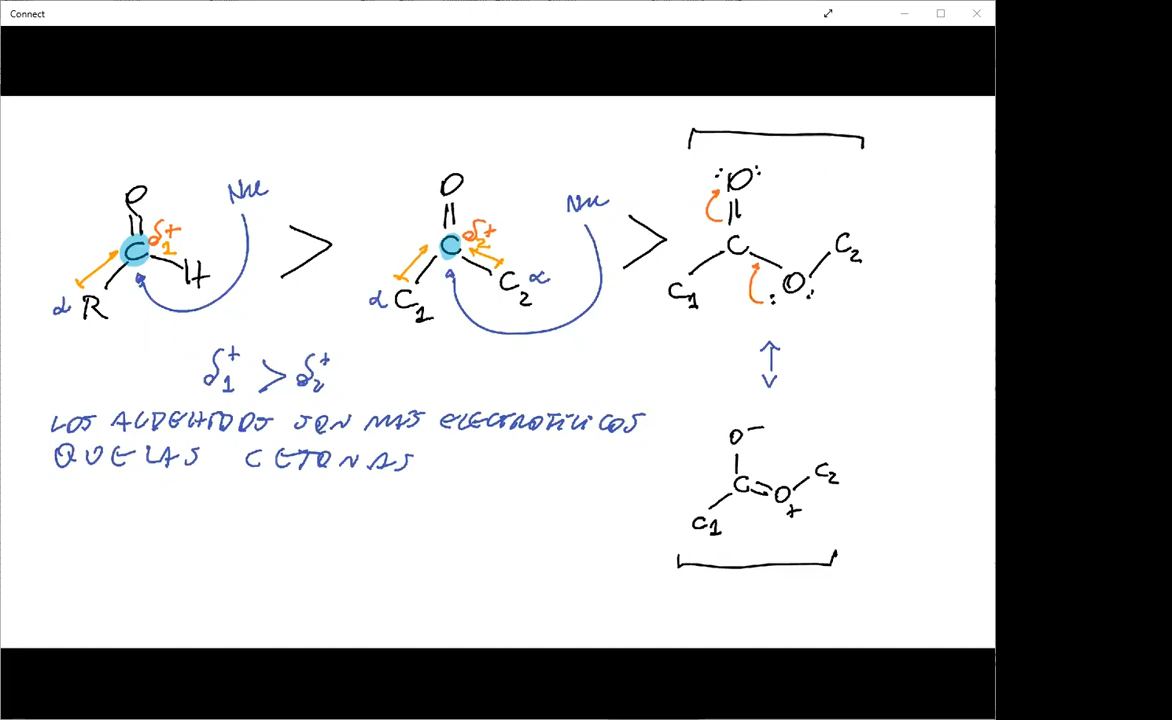 Connect
O Nu > O Nu > :O:
C δ1+ C δ2+ C C2
α R H α C1 C2 α C1 :O:
δ1+ > δ2+
LOS ALDEHIDOS SON MAS ELECTROFILICOS
QUE LAS CETONAS
O−
C O+ C2
C1